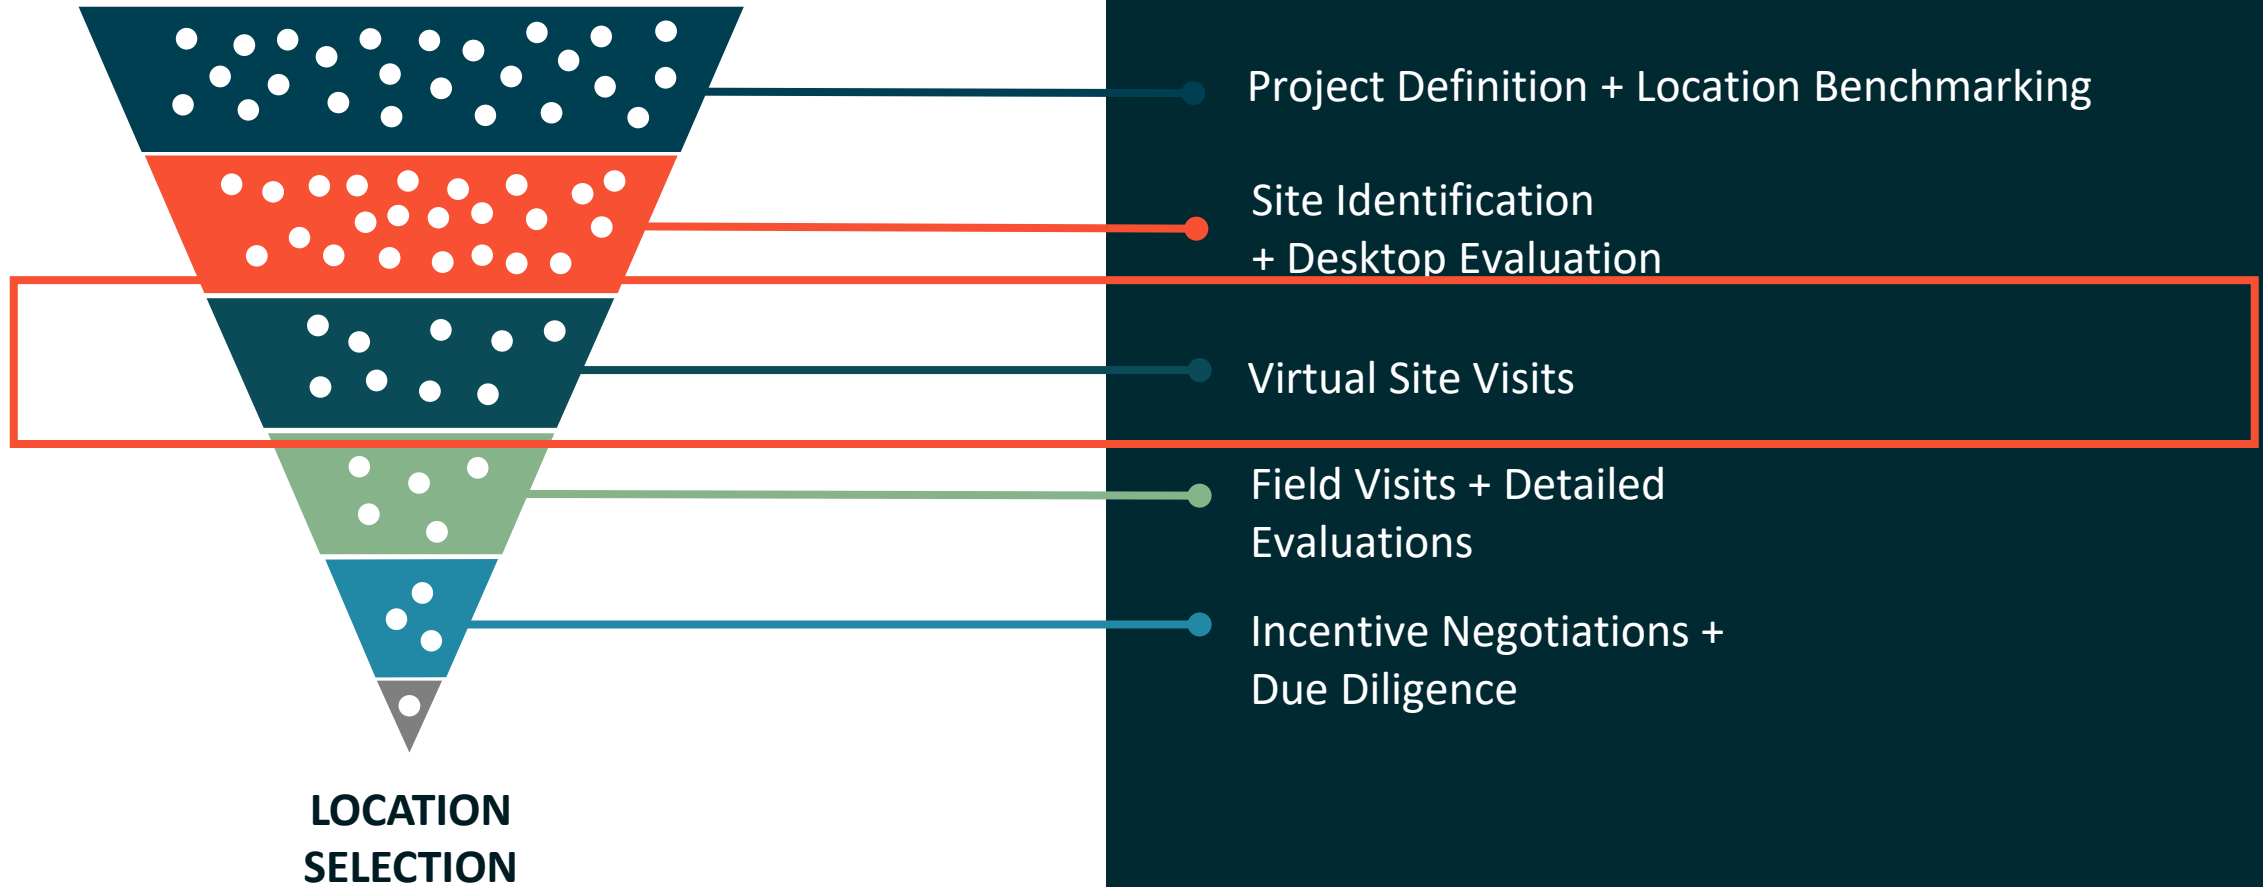 Project Definition + Location Benchmarking
Site Identification
+ Desktop Evaluation
Virtual Site Visits
Field Visits + Detailed
Evaluations
Incentive Negotiations +
Due Diligence
LOCATION
SELECTION